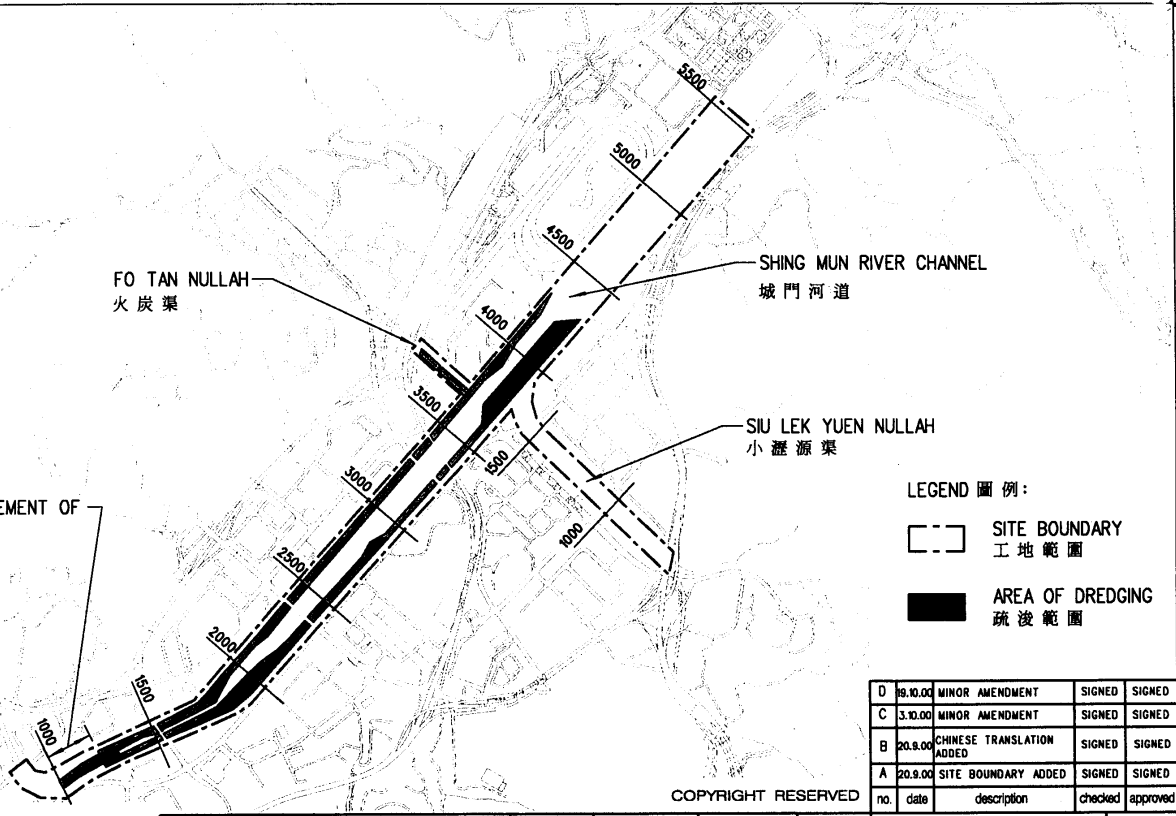 5500
5000
4500
SHING MUN RIVER CHANNEL
城門河道
FO TAN NULLAH
火炭渠
4000
3500
SIU LEK YUEN NULLAH
小瀝源渠
1500
3000
1000
EMENT OF
2500
2000
1500
1000
LEGEND 圖例:
SITE BOUNDARY
工地範圍
AREA OF DREDGING
疏浚範圍
D 19.10.00 MINOR AMENDMENT SIGNED SIGNED
C 3.10.00 MINOR AMENDMENT SIGNED SIGNED
B 20.9.00 CHINESE TRANSLATION ADDED SIGNED SIGNED
A 20.9.00 SITE BOUNDARY ADDED SIGNED SIGNED
no. date description checked approved
COPYRIGHT RESERVED